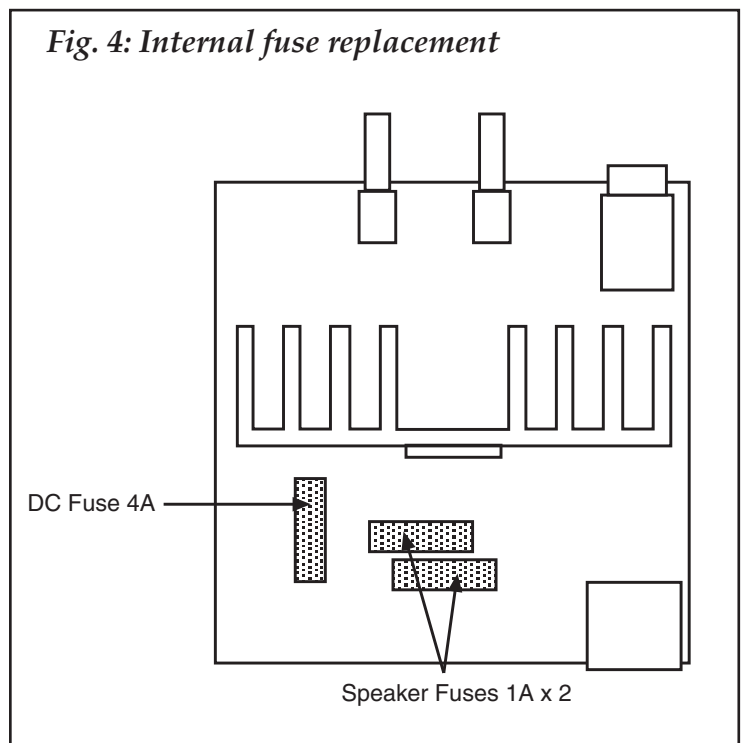 Fig. 4: Internal fuse replacement
DC Fuse 4A
Speaker Fuses 1A x 2